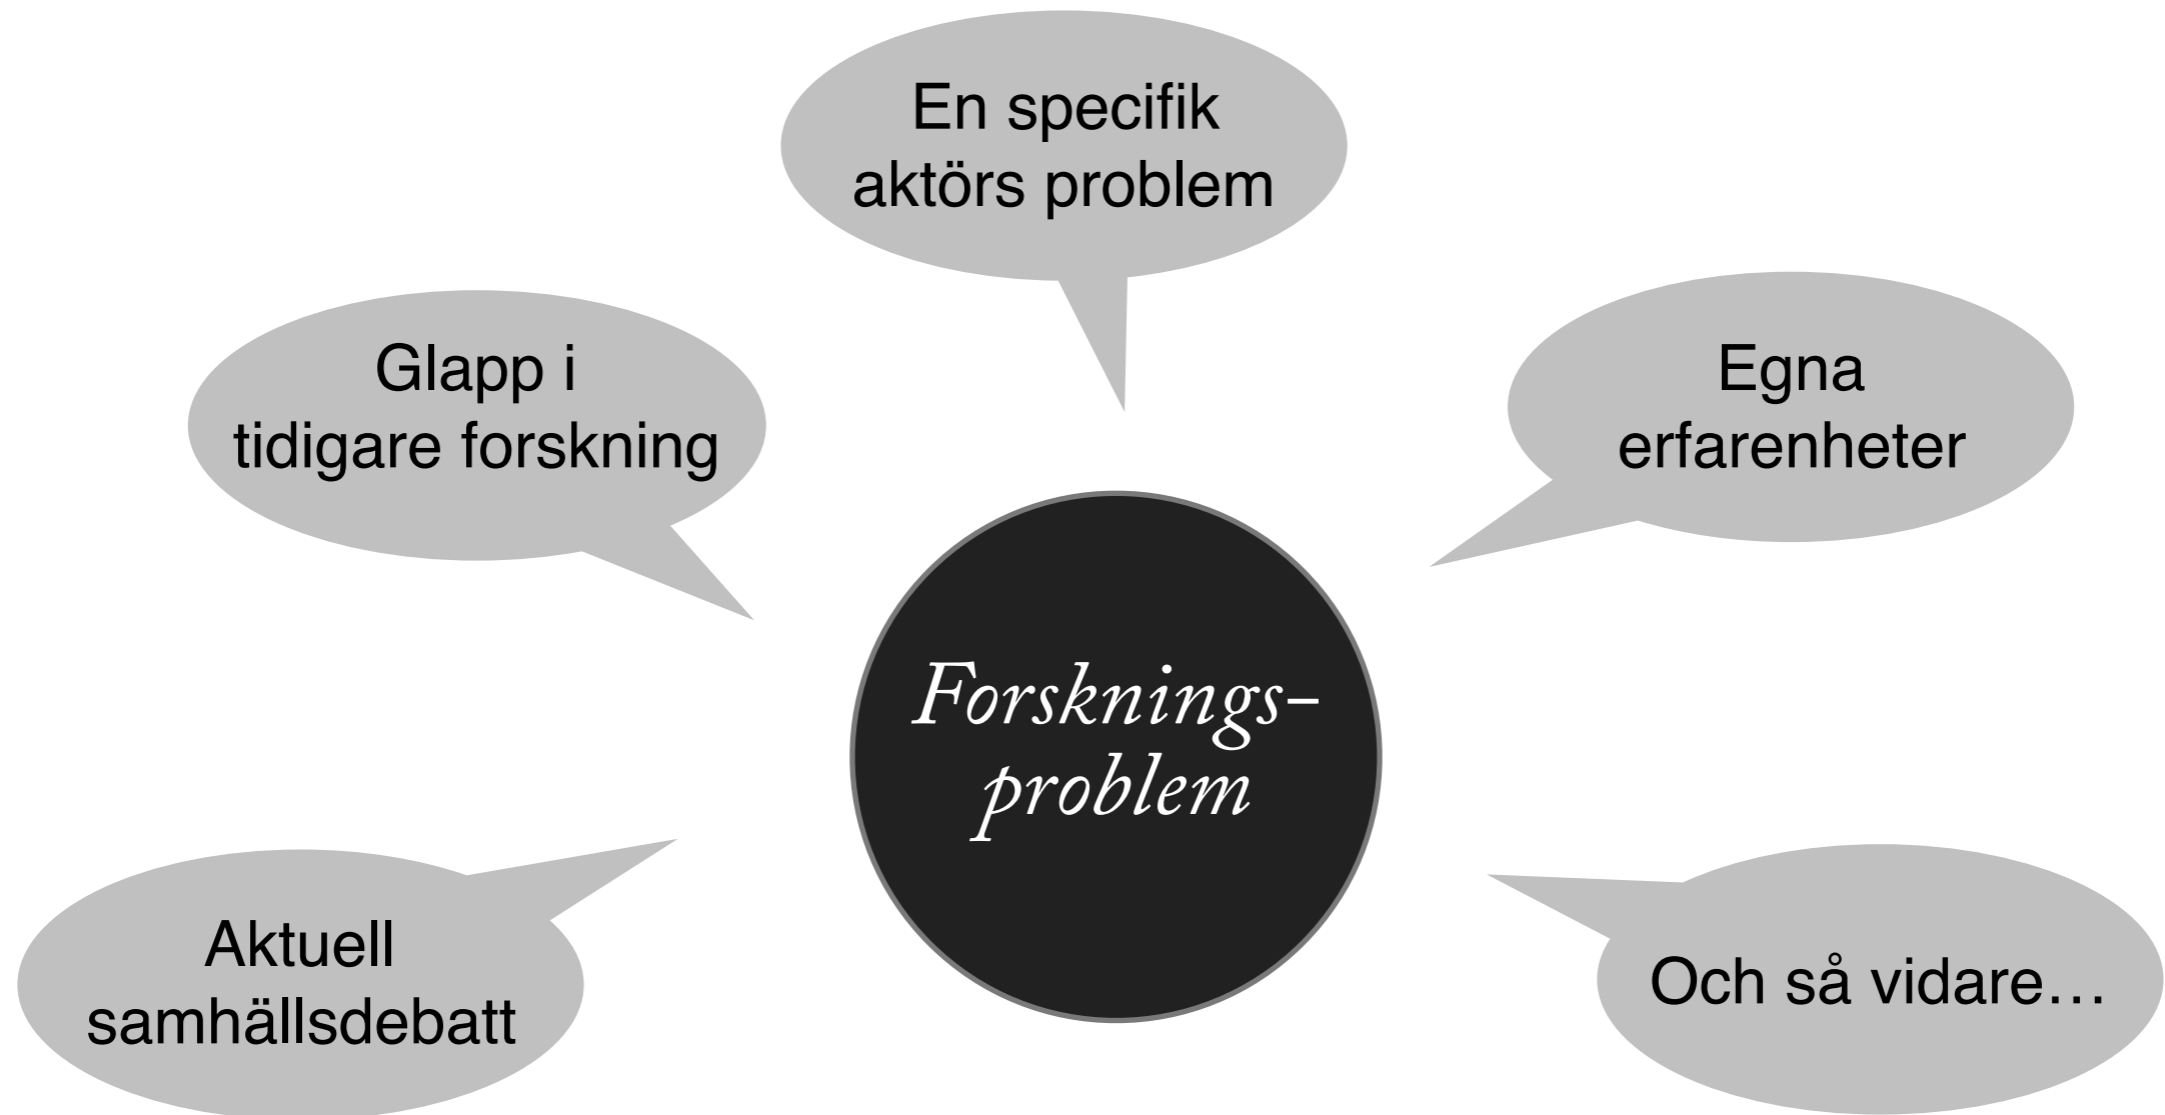 En specifik
aktörs problem
Glapp i
tidigare forskning
Egna
erfarenheter
Forsknings-
problem
Aktuell
samhällsdebatt
Och så vidare…